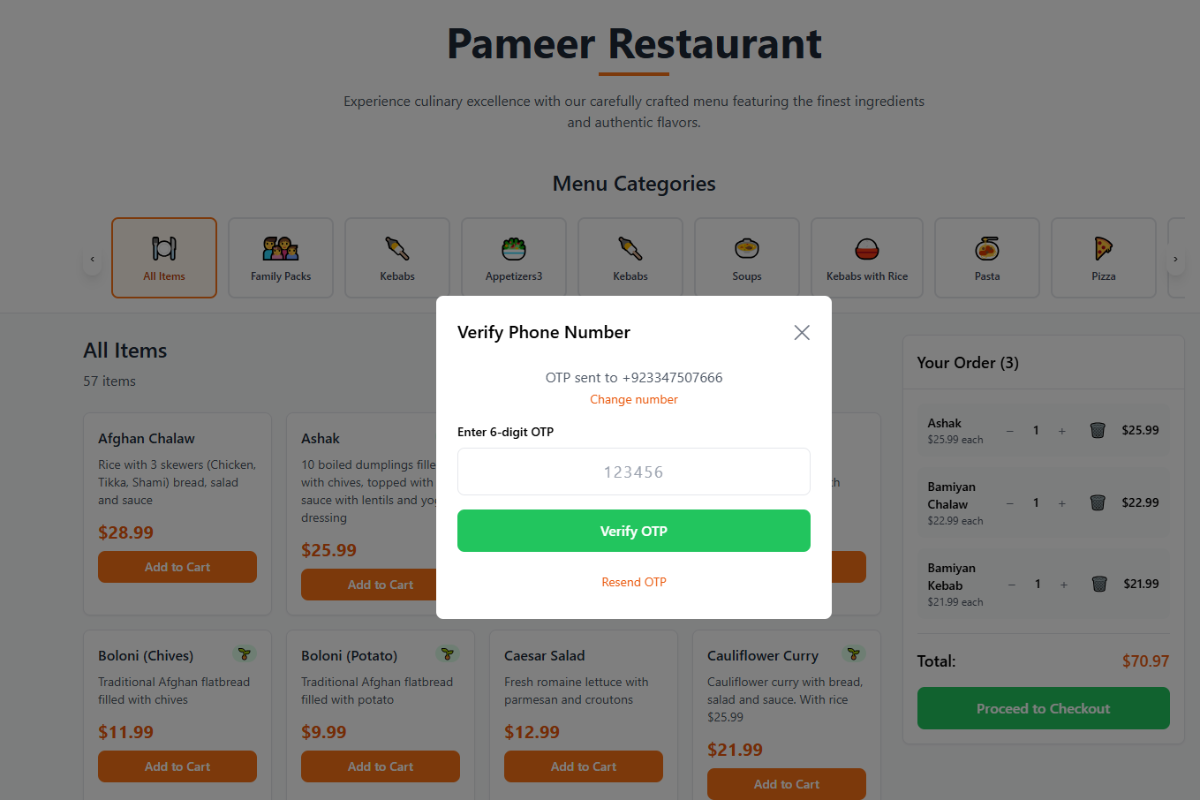 Pameer Restaurant
Experience culinary excellence with our carefully crafted menu featuring the finest ingredients
and authentic flavors.
Menu Categories
‹
All Items
Family Packs
Kebabs
Appetizers3
Kebabs
Soups
Kebabs with Rice
Pasta
Pizza
›
All Items
57 items
Afghan Chalaw
Rice with 3 skewers (Chicken,
Tikka, Shami) bread, salad
and sauce
$28.99
Add to Cart
Ashak
10 boiled dumplings fille
with chives, topped with
sauce with lentils and yog
dressing
$25.99
Add to Cart
Verify Phone Number
OTP sent to +923347507666
Change number
Enter 6-digit OTP
123456
Verify OTP
Resend OTP
Boloni (Chives)
Traditional Afghan flatbread
filled with chives
$11.99
Add to Cart
Boloni (Potato)
Traditional Afghan flatbread
filled with potato
$9.99
Add to Cart
Caesar Salad
Fresh romaine lettuce with
parmesan and croutons
$12.99
Add to Cart
Cauliflower Curry
Cauliflower curry with bread,
salad and sauce. With rice
$25.99
$21.99
Add to Cart
Your Order (3)
Ashak
$25.99 each
− 1 + $25.99
Bamiyan
Chalaw
$22.99 each
− 1 + $22.99
Bamiyan
Kebab
$21.99 each
− 1 + $21.99
Total: $70.97
Proceed to Checkout